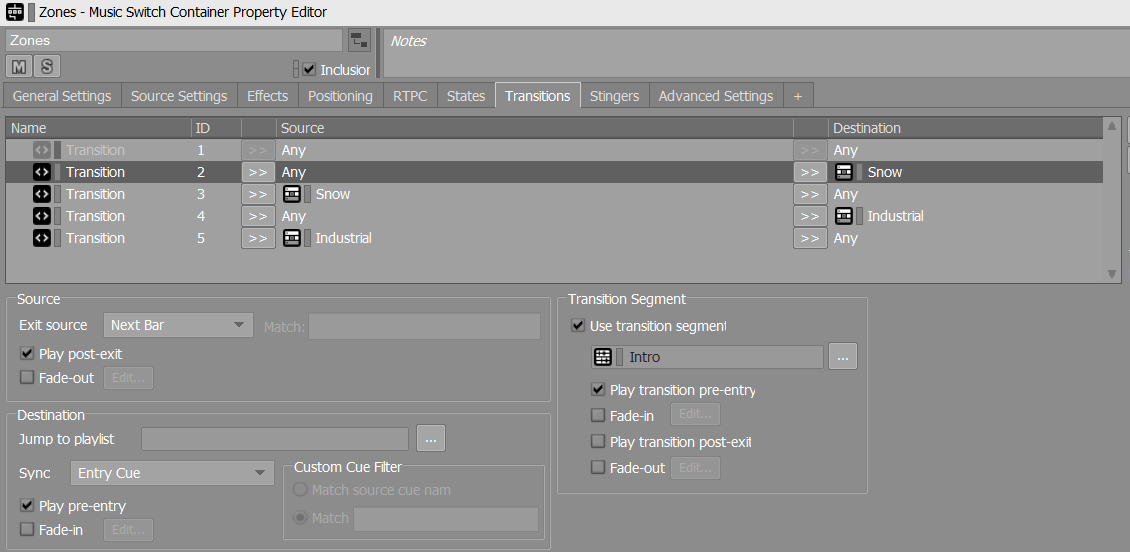 Zones - Music Switch Container Property Editor
Zones
Notes
M S
Inclusion
General Settings Source Settings Effects Positioning RTPC States Transitions Stingers Advanced Settings +
Name ID Source Destination
Transition 1 >> Any >> Any
Transition 2 >> Any >> Snow
Transition 3 >> Snow >> Any
Transition 4 >> Any >> Industrial
Transition 5 >> Industrial >> Any
Source
Exit source Next Bar Match:
Play post-exit
Fade-out Edit...
Destination
Jump to playlist ...
Sync Entry Cue
Play pre-entry
Fade-in Edit...
Custom Cue Filter
Match source cue nam
Match
Transition Segment
Use transition segment
Intro ...
Play transition pre-entry
Fade-in Edit...
Play transition post-exit
Fade-out Edit...